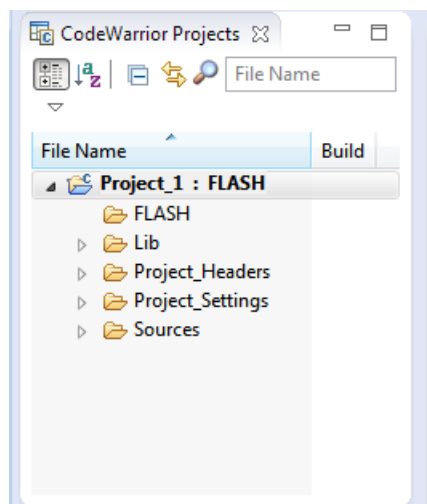 CodeWarrior Projects
File Name
File Name Build
Project_1 : FLASH
FLASH
Lib
Project_Headers
Project_Settings
Sources